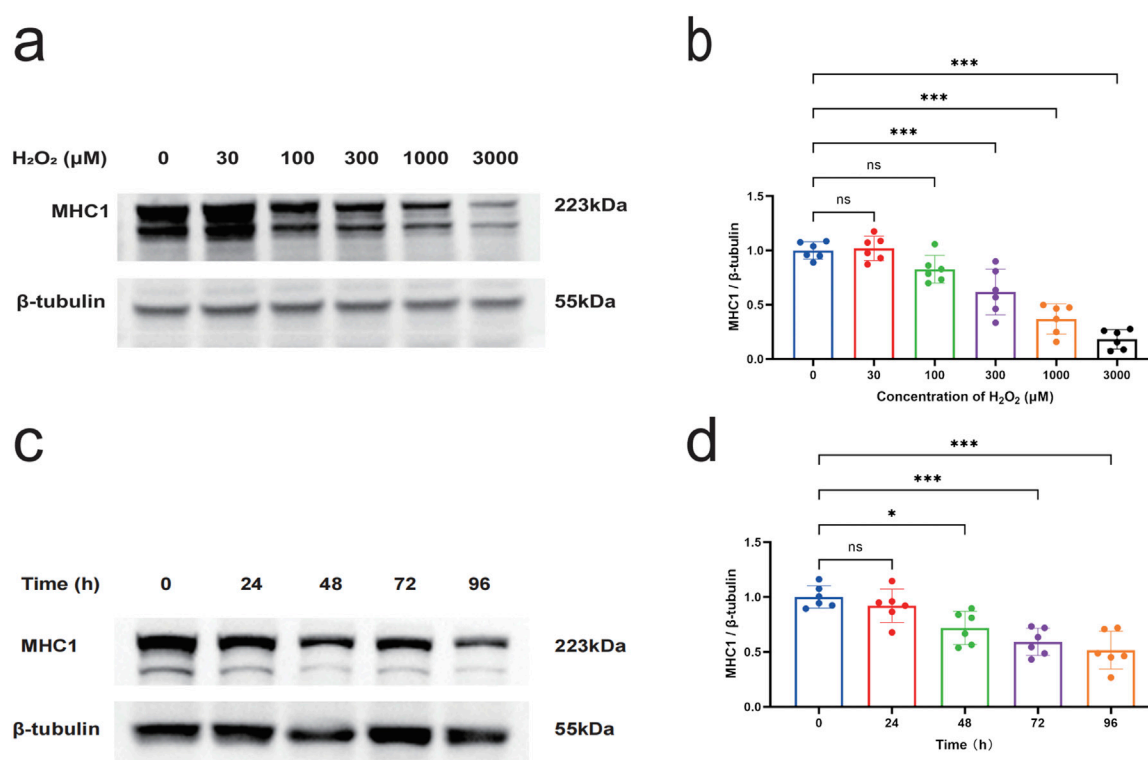 a
H₂O₂ (µM) 0 30 100 300 1000 3000
MHC1 223kDa
β-tubulin 55kDa
b
***
***
***
ns
ns
1.5
1.0
0.5
0.0
MHC1 / β-tubulin
0 30 100 300 1000 3000
Concentration of H₂O₂ (µM)
c
Time (h) 0 24 48 72 96
MHC1 223kDa
β-tubulin 55kDa
d
***
***
*
ns
1.5
1.0
0.5
0.0
MHC1 / β-tubulin
0 24 48 72 96
Time (h)